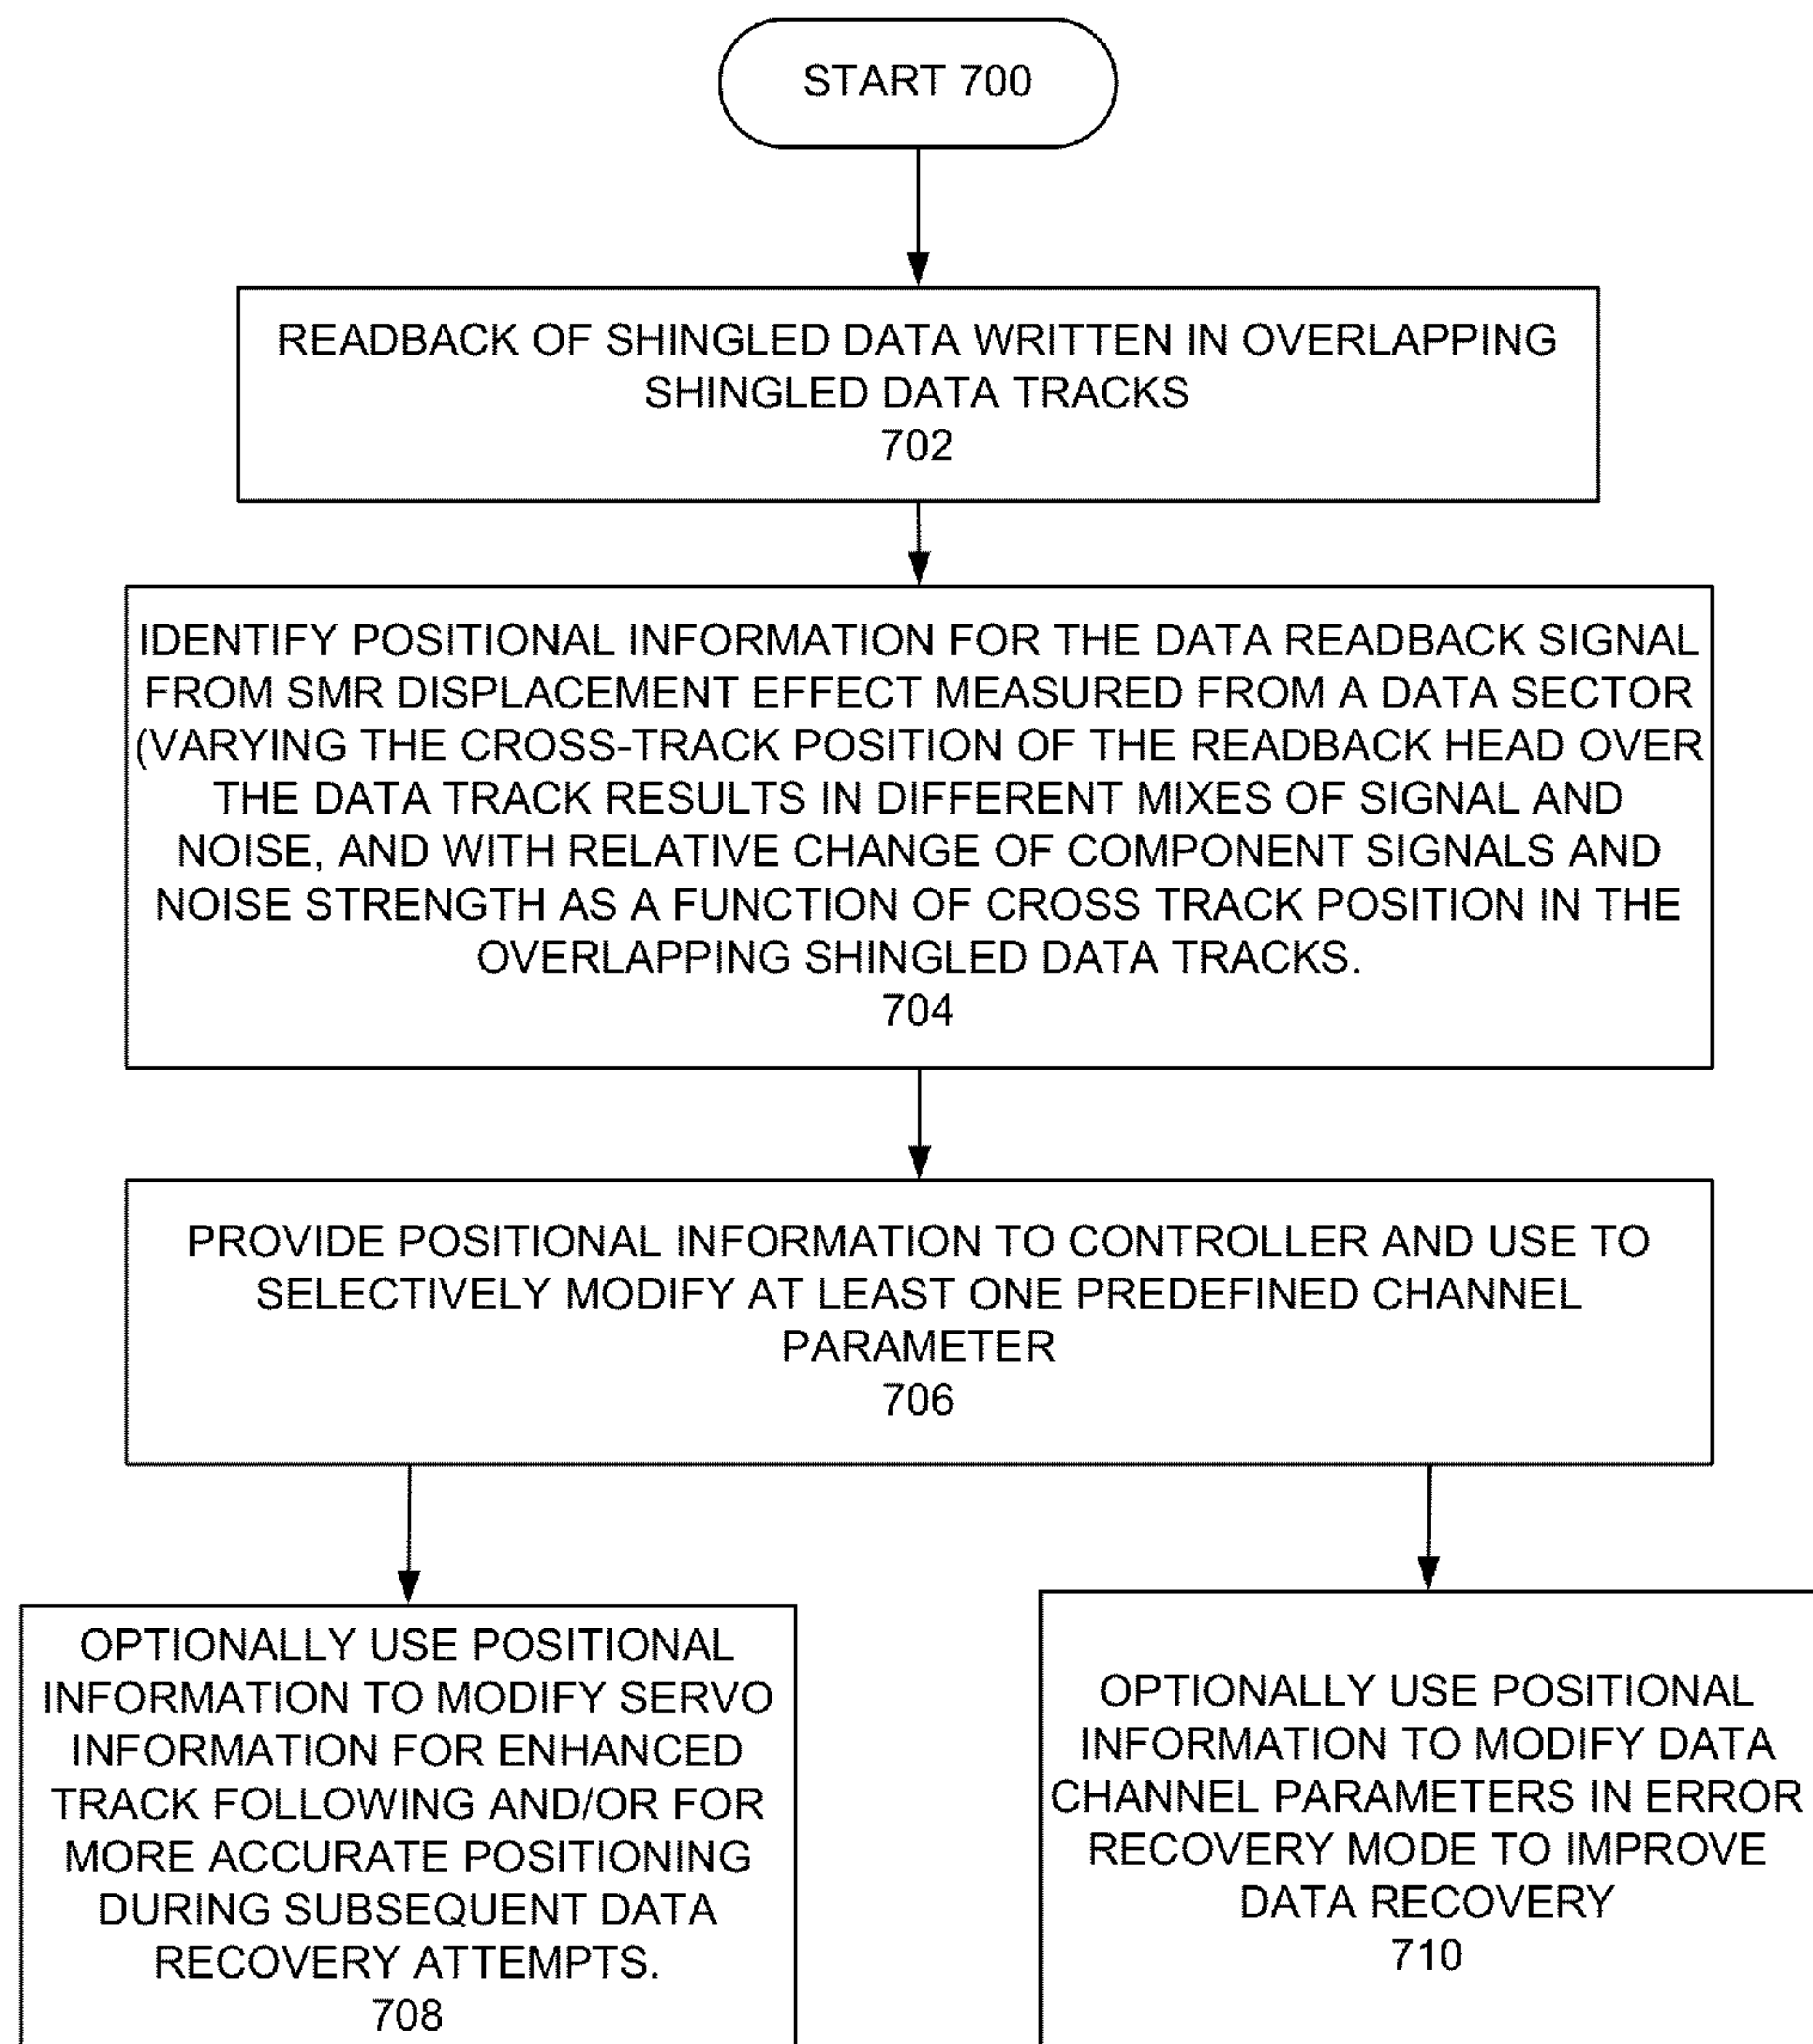 START 700
READBACK OF SHINGLED DATA WRITTEN IN OVERLAPPING
SHINGLED DATA TRACKS
702
IDENTIFY POSITIONAL INFORMATION FOR THE DATA READBACK SIGNAL
FROM SMR DISPLACEMENT EFFECT MEASURED FROM A DATA SECTOR
(VARYING THE CROSS-TRACK POSITION OF THE READBACK HEAD OVER
THE DATA TRACK RESULTS IN DIFFERENT MIXES OF SIGNAL AND
NOISE, AND WITH RELATIVE CHANGE OF COMPONENT SIGNALS AND
NOISE STRENGTH AS A FUNCTION OF CROSS TRACK POSITION IN THE
OVERLAPPING SHINGLED DATA TRACKS.
704
PROVIDE POSITIONAL INFORMATION TO CONTROLLER AND USE TO
SELECTIVELY MODIFY AT LEAST ONE PREDEFINED CHANNEL
PARAMETER
706
OPTIONALLY USE POSITIONAL
INFORMATION TO MODIFY SERVO
INFORMATION FOR ENHANCED
TRACK FOLLOWING AND/OR FOR
MORE ACCURATE POSITIONING
DURING SUBSEQUENT DATA
RECOVERY ATTEMPTS.
708
OPTIONALLY USE POSITIONAL
INFORMATION TO MODIFY DATA
CHANNEL PARAMETERS IN ERROR
RECOVERY MODE TO IMPROVE
DATA RECOVERY
710